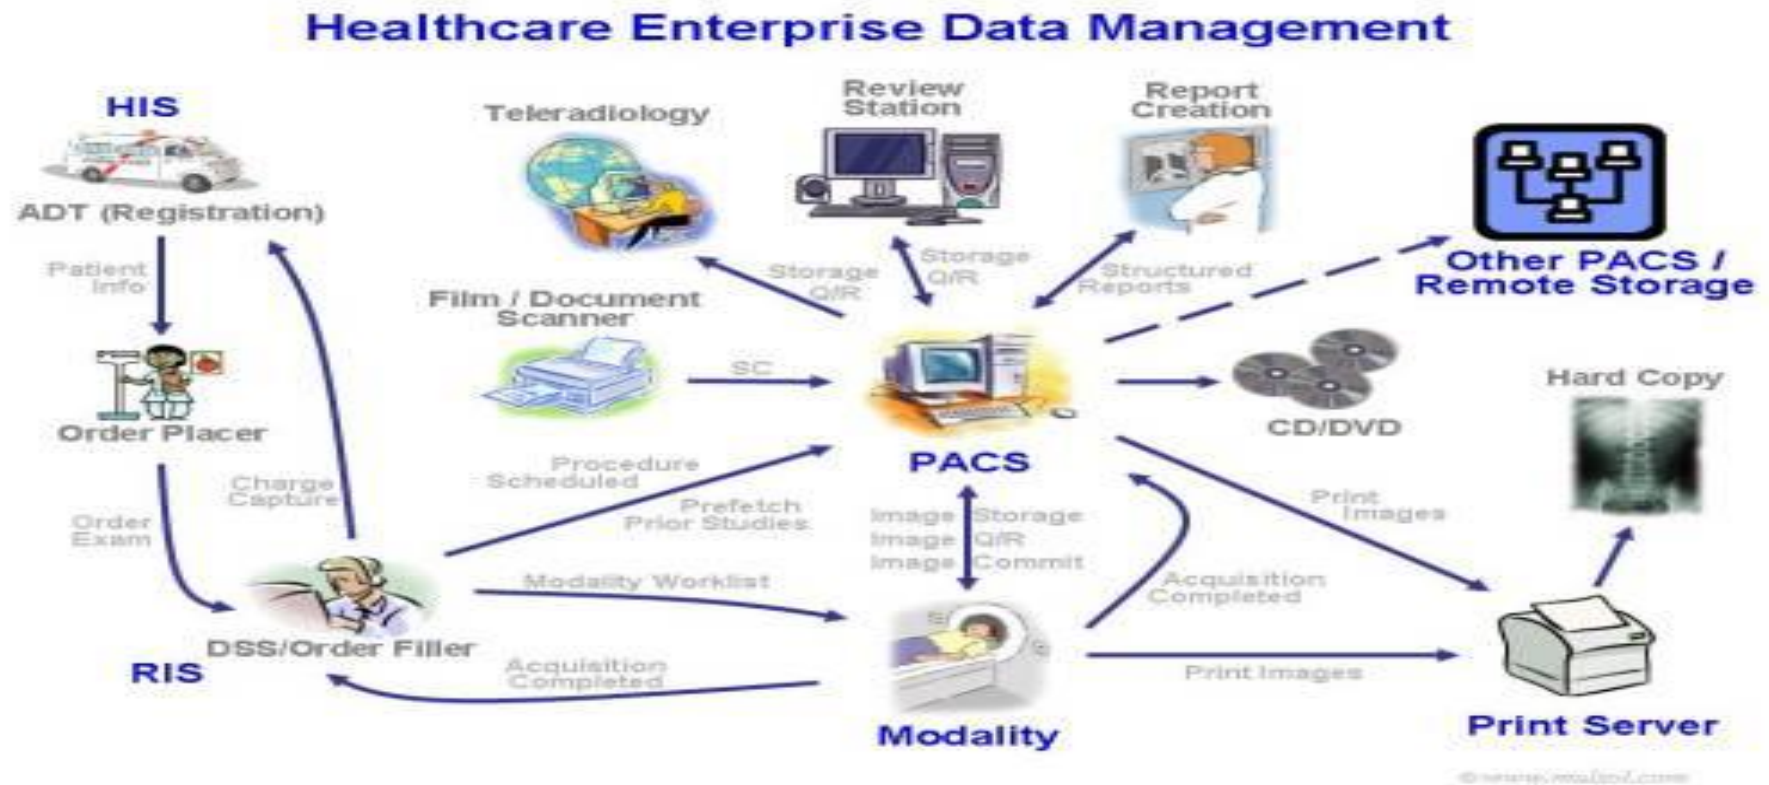 Healthcare Enterprise Data Management
HIS
ADT (Registration)
Patient
Info
Order Placer
Order
Exam
Charge
Capture
DSS/Order Filler
RIS
Teleradiology
Review
Station
Report
Creation
Other PACS /
Remote Storage
Storage
Q/R
Storage
Q/R
Structured
Reports
Film / Document
Scanner
SC
PACS
CD/DVD
Hard Copy
Procedure
Scheduled
Prefetch
Prior Studies
Image Storage
Image Q/R
Image Commit
Print
Images
Modality Worklist
Acquisition
Completed
Acquisition
Completed
Print Images
Modality
Print Server